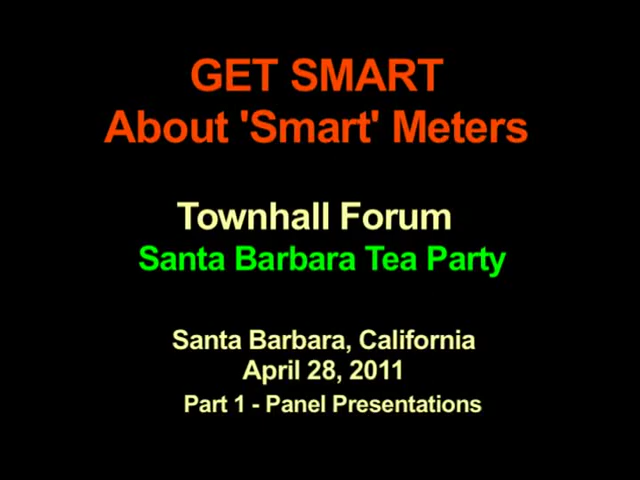 GET SMART
About 'Smart' Meters
Townhall Forum
Santa Barbara Tea Party
Santa Barbara, California
April 28, 2011
Part 1 - Panel Presentations